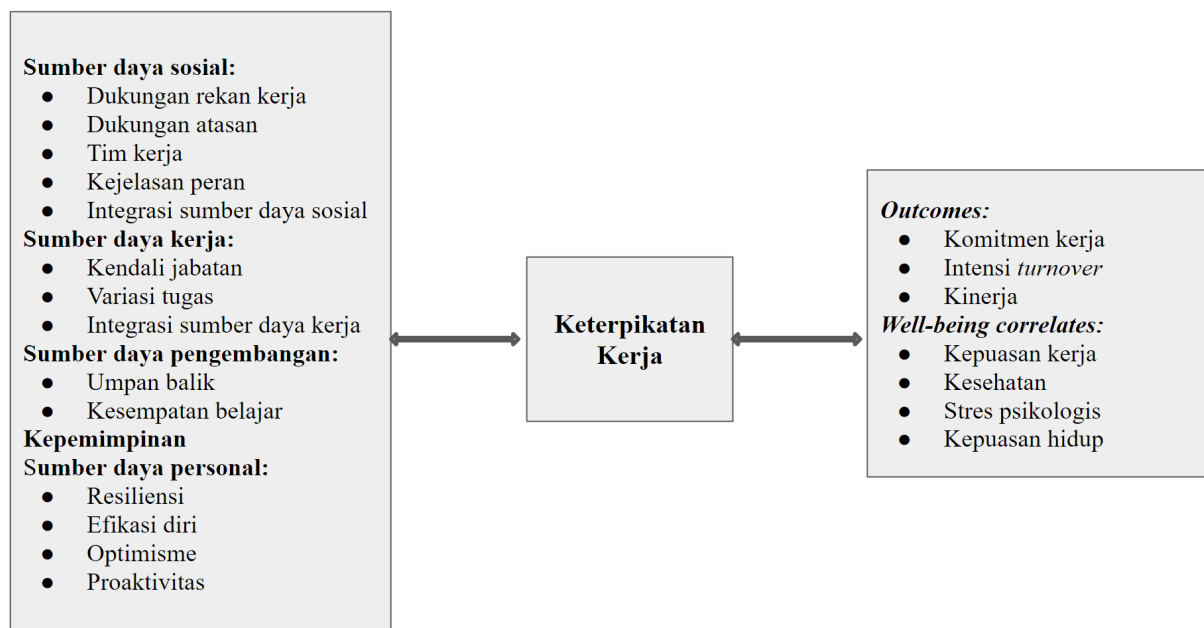 Sumber daya sosial:
● Dukungan rekan kerja
● Dukungan atasan
● Tim kerja
● Kejelasan peran
● Integrasi sumber daya sosial
Sumber daya kerja:
● Kendali jabatan
● Variasi tugas
● Integrasi sumber daya kerja
Sumber daya pengembangan:
● Umpan balik
● Kesempatan belajar
Kepemimpinan
Sumber daya personal:
● Resiliensi
● Efikasi diri
● Optimisme
● Proaktivitas
Keterpikatan
Kerja
Outcomes:
● Komitmen kerja
● Intensi turnover
● Kinerja
Well-being correlates:
● Kepuasan kerja
● Kesehatan
● Stres psikologis
● Kepuasan hidup